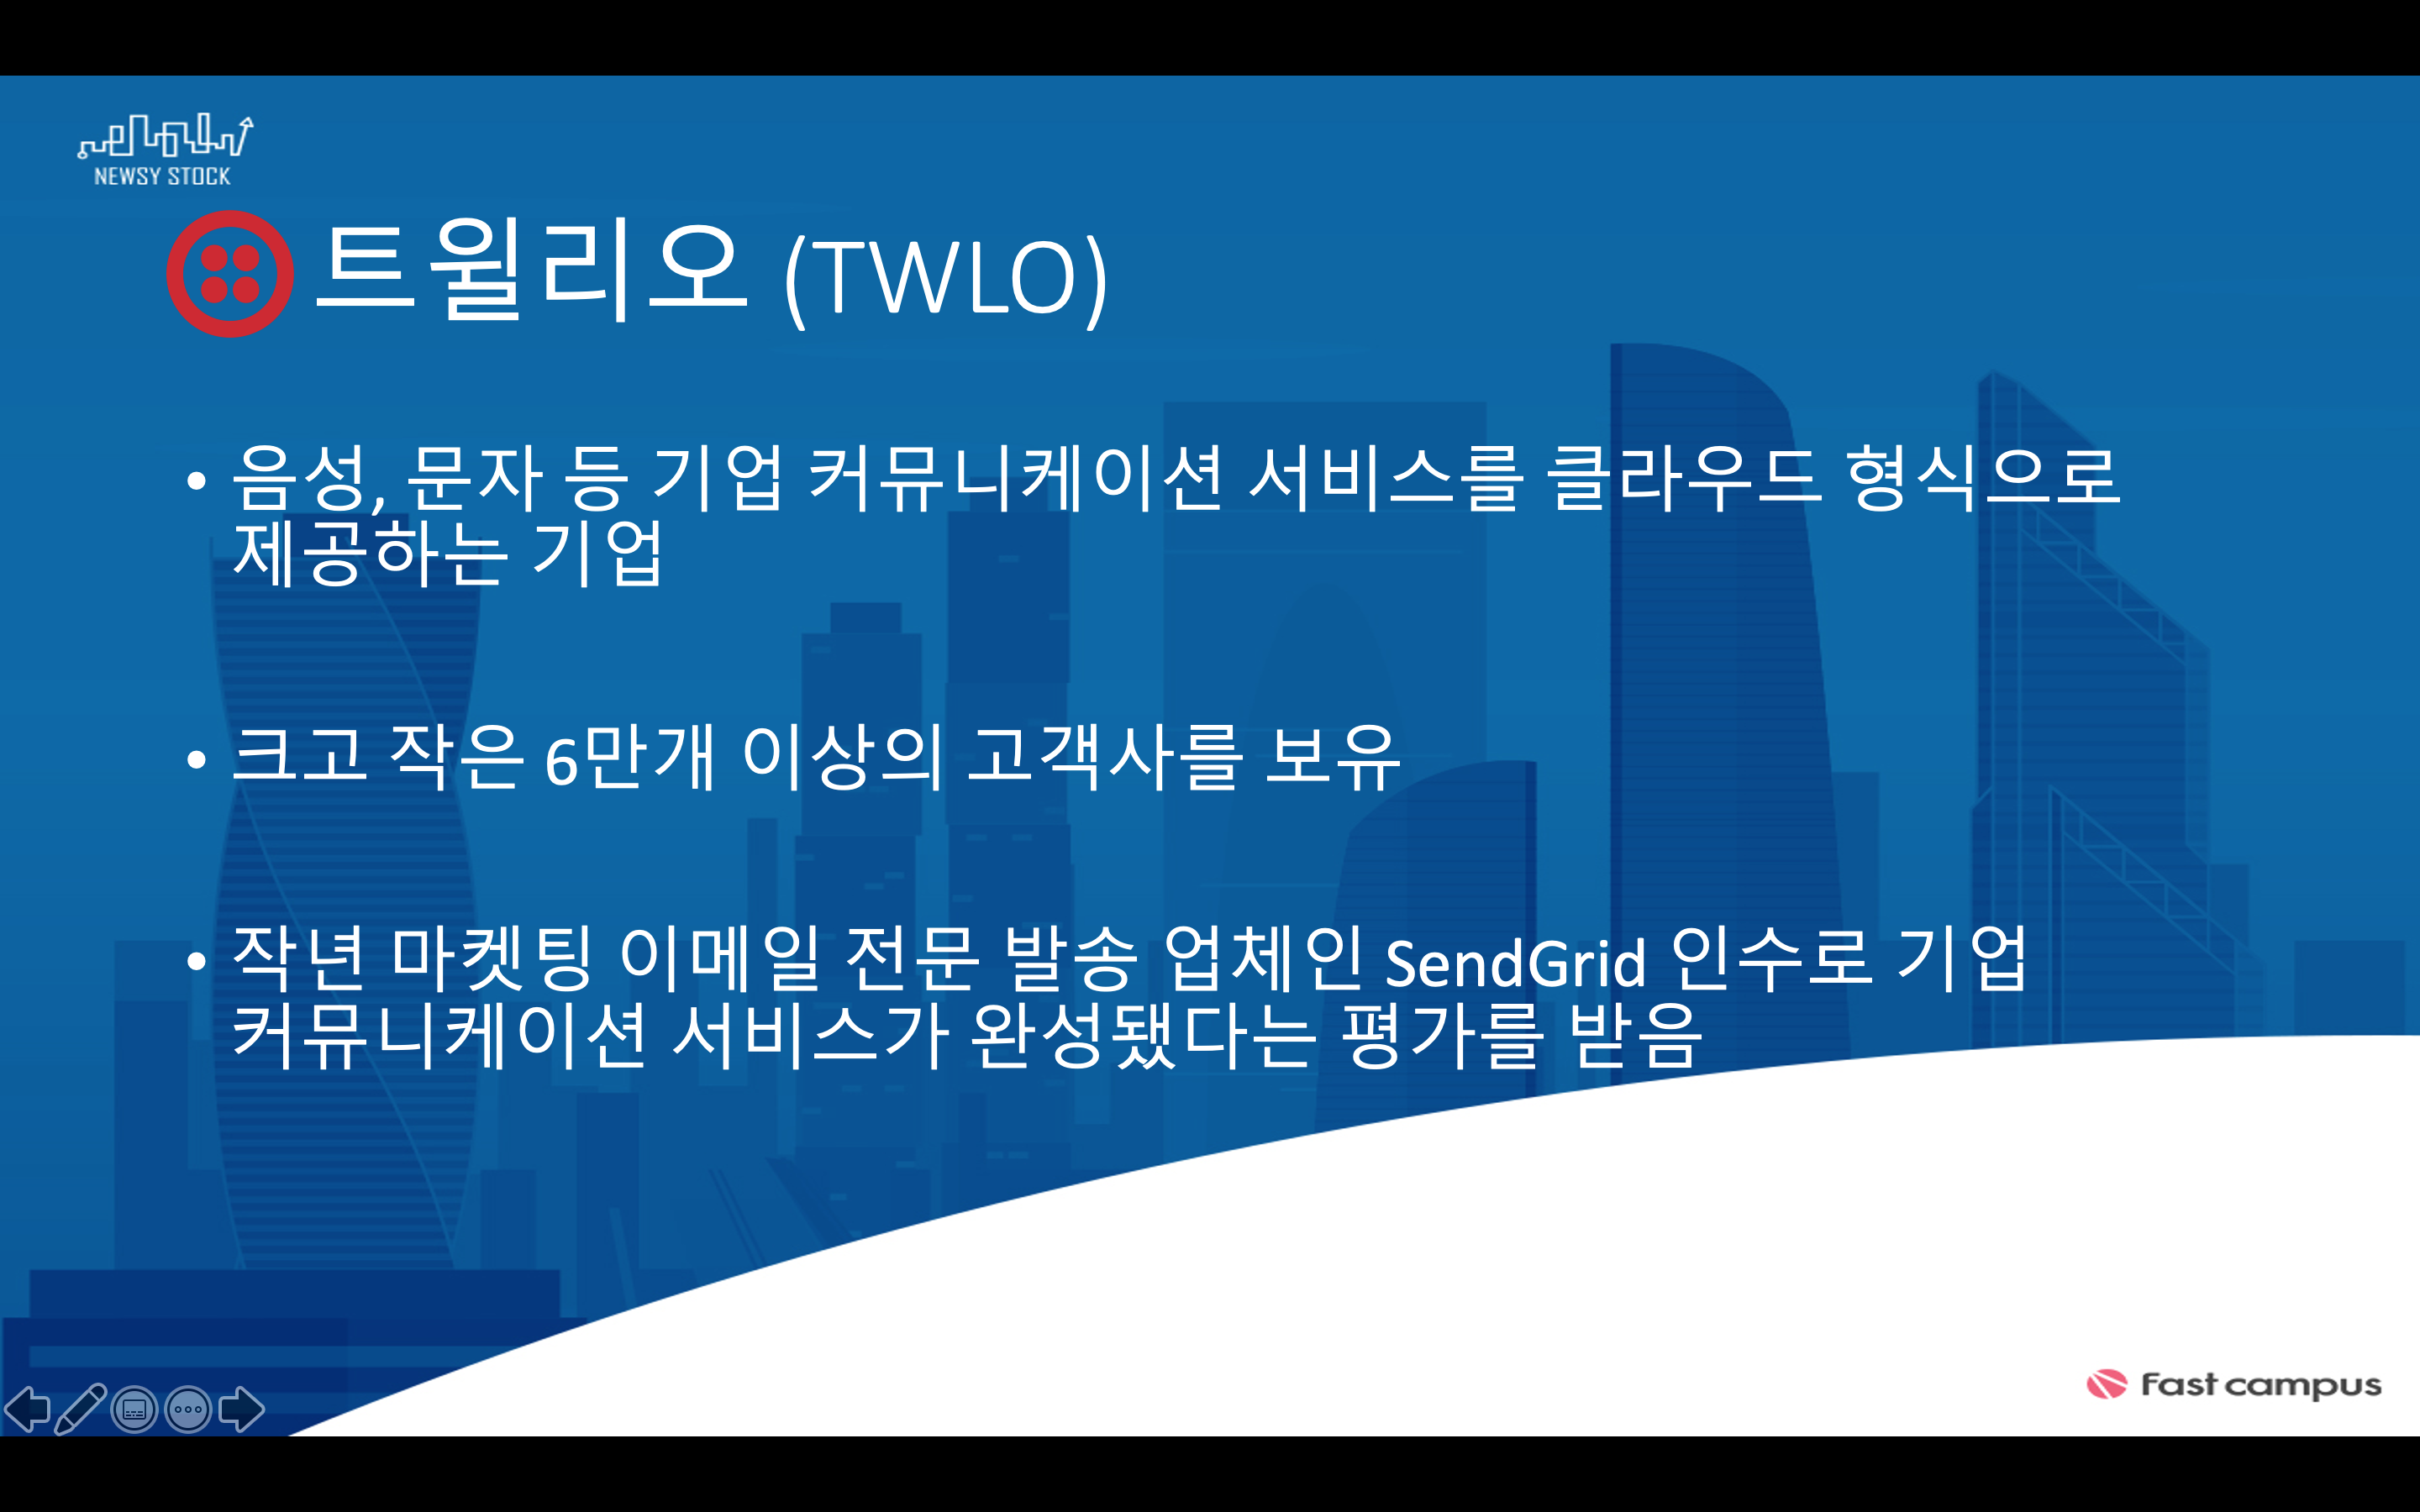 NEWSY STOCK
트윌리오 (TWLO)
• 음성, 문자 등 기업 커뮤니케이션 서비스를 클라우드 형식으로
제공하는 기업
• 크고 작은 6만개 이상의 고객사를 보유
• 작년 마켓팅 이메일 전문 발송 업체인 SendGrid 인수로 기업
커뮤니케이션 서비스가 완성됐다는 평가를 받음
Fast campus